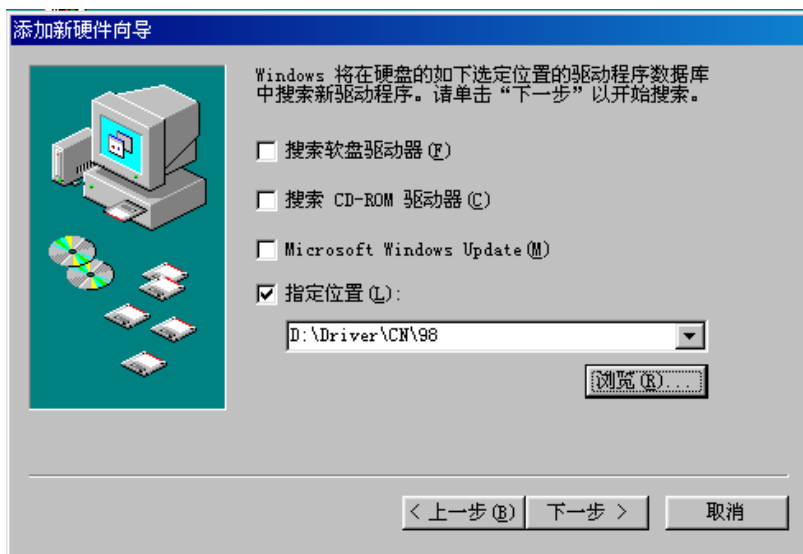 添加新硬件向导
Windows 将在硬盘的如下选定位置的驱动程序数据库
中搜索新驱动程序。请单击“下一步”以开始搜索。
搜索软盘驱动器(F)
搜索 CD-ROM 驱动器(C)
Microsoft Windows Update(M)
指定位置(L):
D:\Driver\CN\98
浏览(R)...
< 上一步(B)
下一步 >
取消